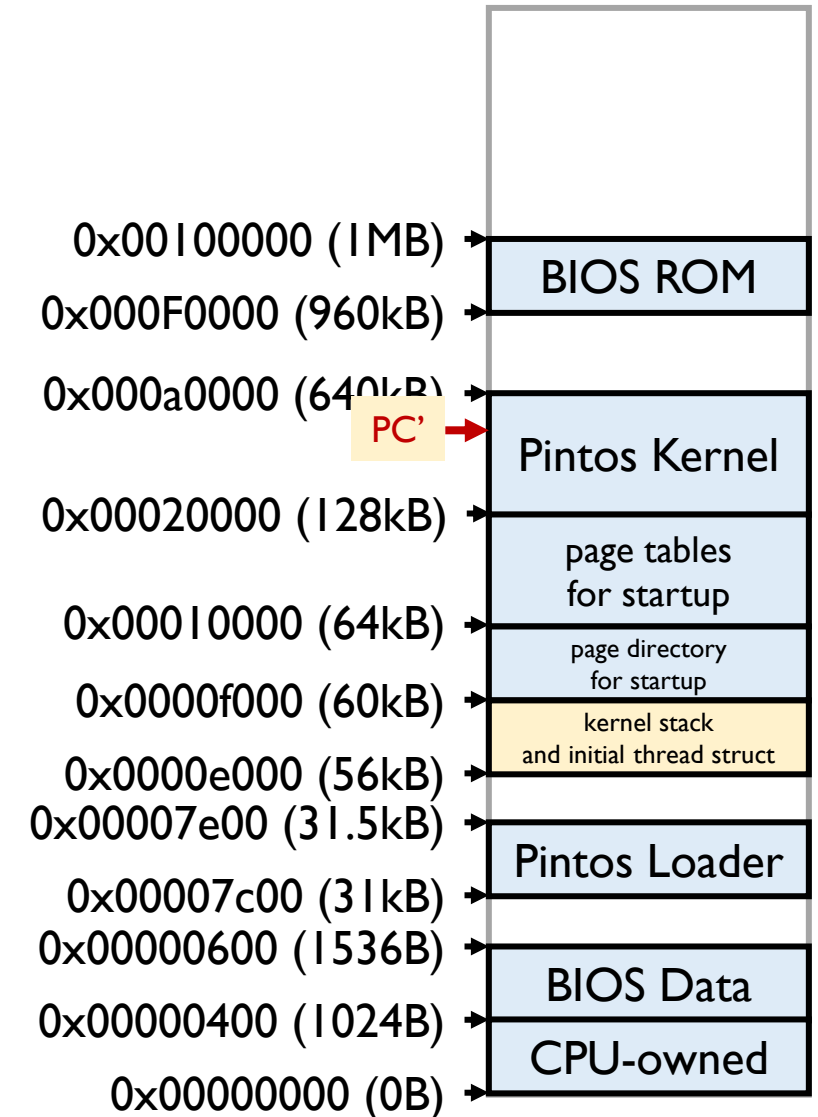 0x00100000 (1MB)
BIOS ROM
0x000F0000 (960kB)
0x000a0000 (640kB)
PC’
Pintos Kernel
0x00020000 (128kB)
page tables
for startup
0x00010000 (64kB)
page directory
for startup
0x0000f000 (60kB)
kernel stack
and initial thread struct
0x0000e000 (56kB)
0x00007e00 (31.5kB)
Pintos Loader
0x00007c00 (31kB)
0x00000600 (1536B)
BIOS Data
0x00000400 (1024B)
CPU-owned
0x00000000 (0B)